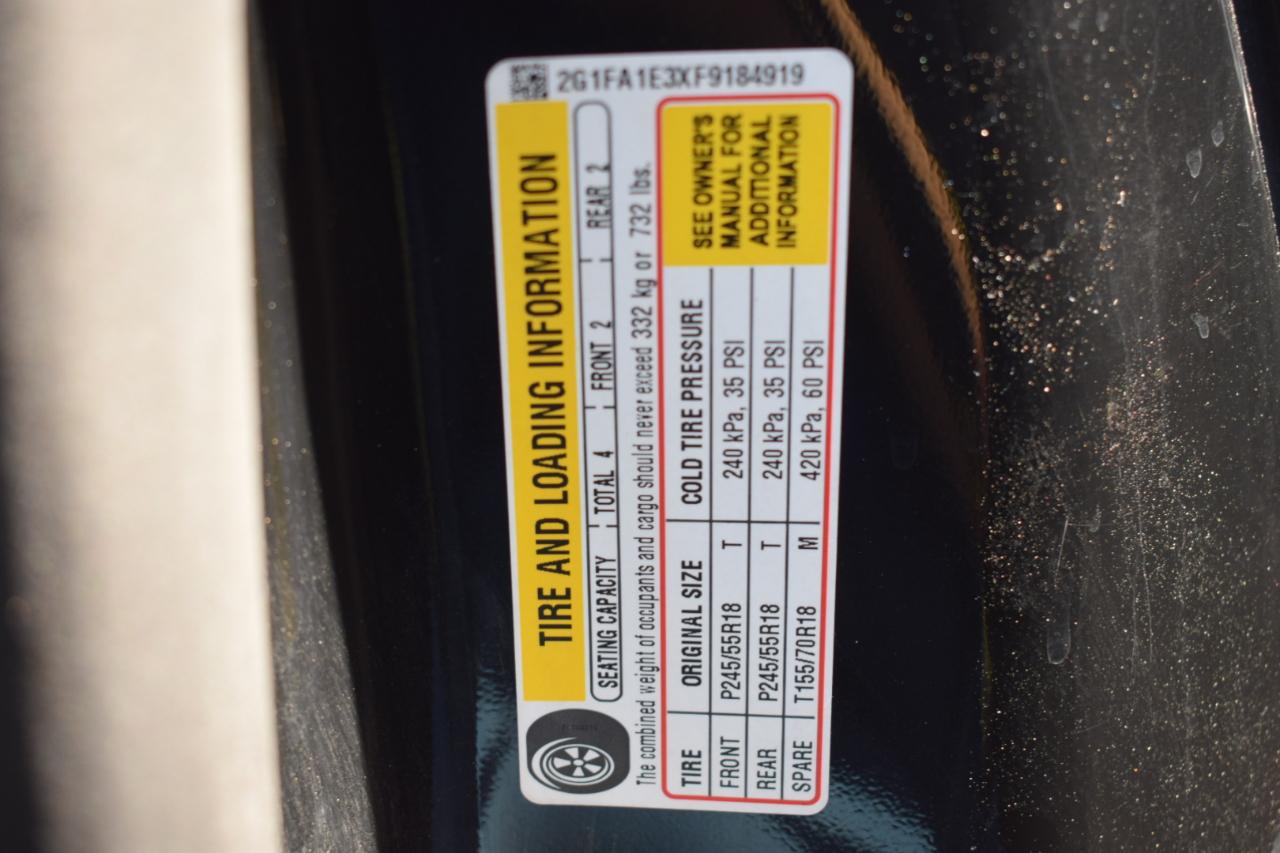 2G1FA1E3XF9184919
TIRE AND LOADING INFORMATION
SEATING CAPACITY TOTAL 4 FRONT 2 REAR 2
The combined weight of occupants and cargo should never exceed 332 kg or 732 lbs.
TIRE ORIGINAL SIZE COLD TIRE PRESSURE
FRONT P245/55R18 T 240 kPa, 35 PSI
REAR P245/55R18 T 240 kPa, 35 PSI
SPARE T155/70R18 M 420 kPa, 60 PSI
SEE OWNER'S
MANUAL FOR
ADDITIONAL
INFORMATION